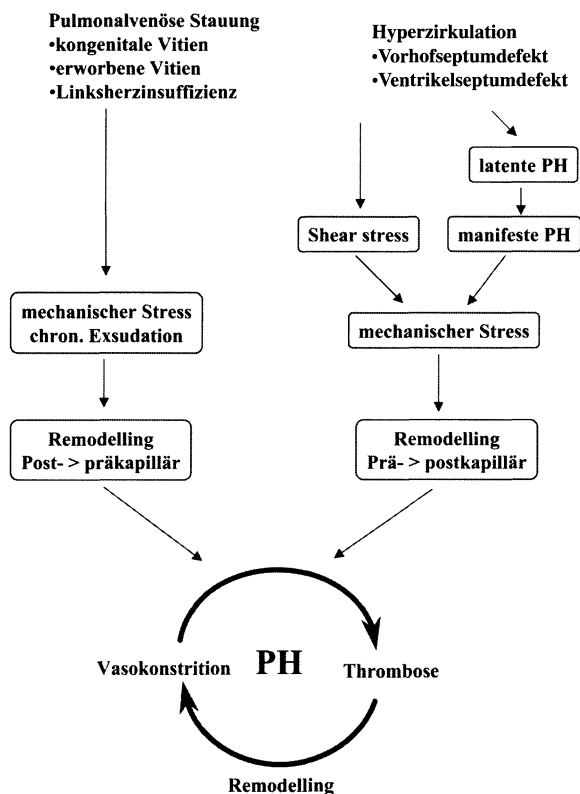 Pulmonalvenöse Stauung
•kongenitale Vitien
•erworbene Vitien
•Linksherzinsuffizienz
Hyperzirkulation
•Vorhofseptumdefekt
•Ventrikelseptumdefekt
latente PH
Shear stress
manifeste PH
mechanischer Stress
chron. Exsudation
mechanischer Stress
Remodelling
Post- > präkapillär
Remodelling
Prä- > postkapillär
Vasokonstrition
PH
Thrombose
Remodelling